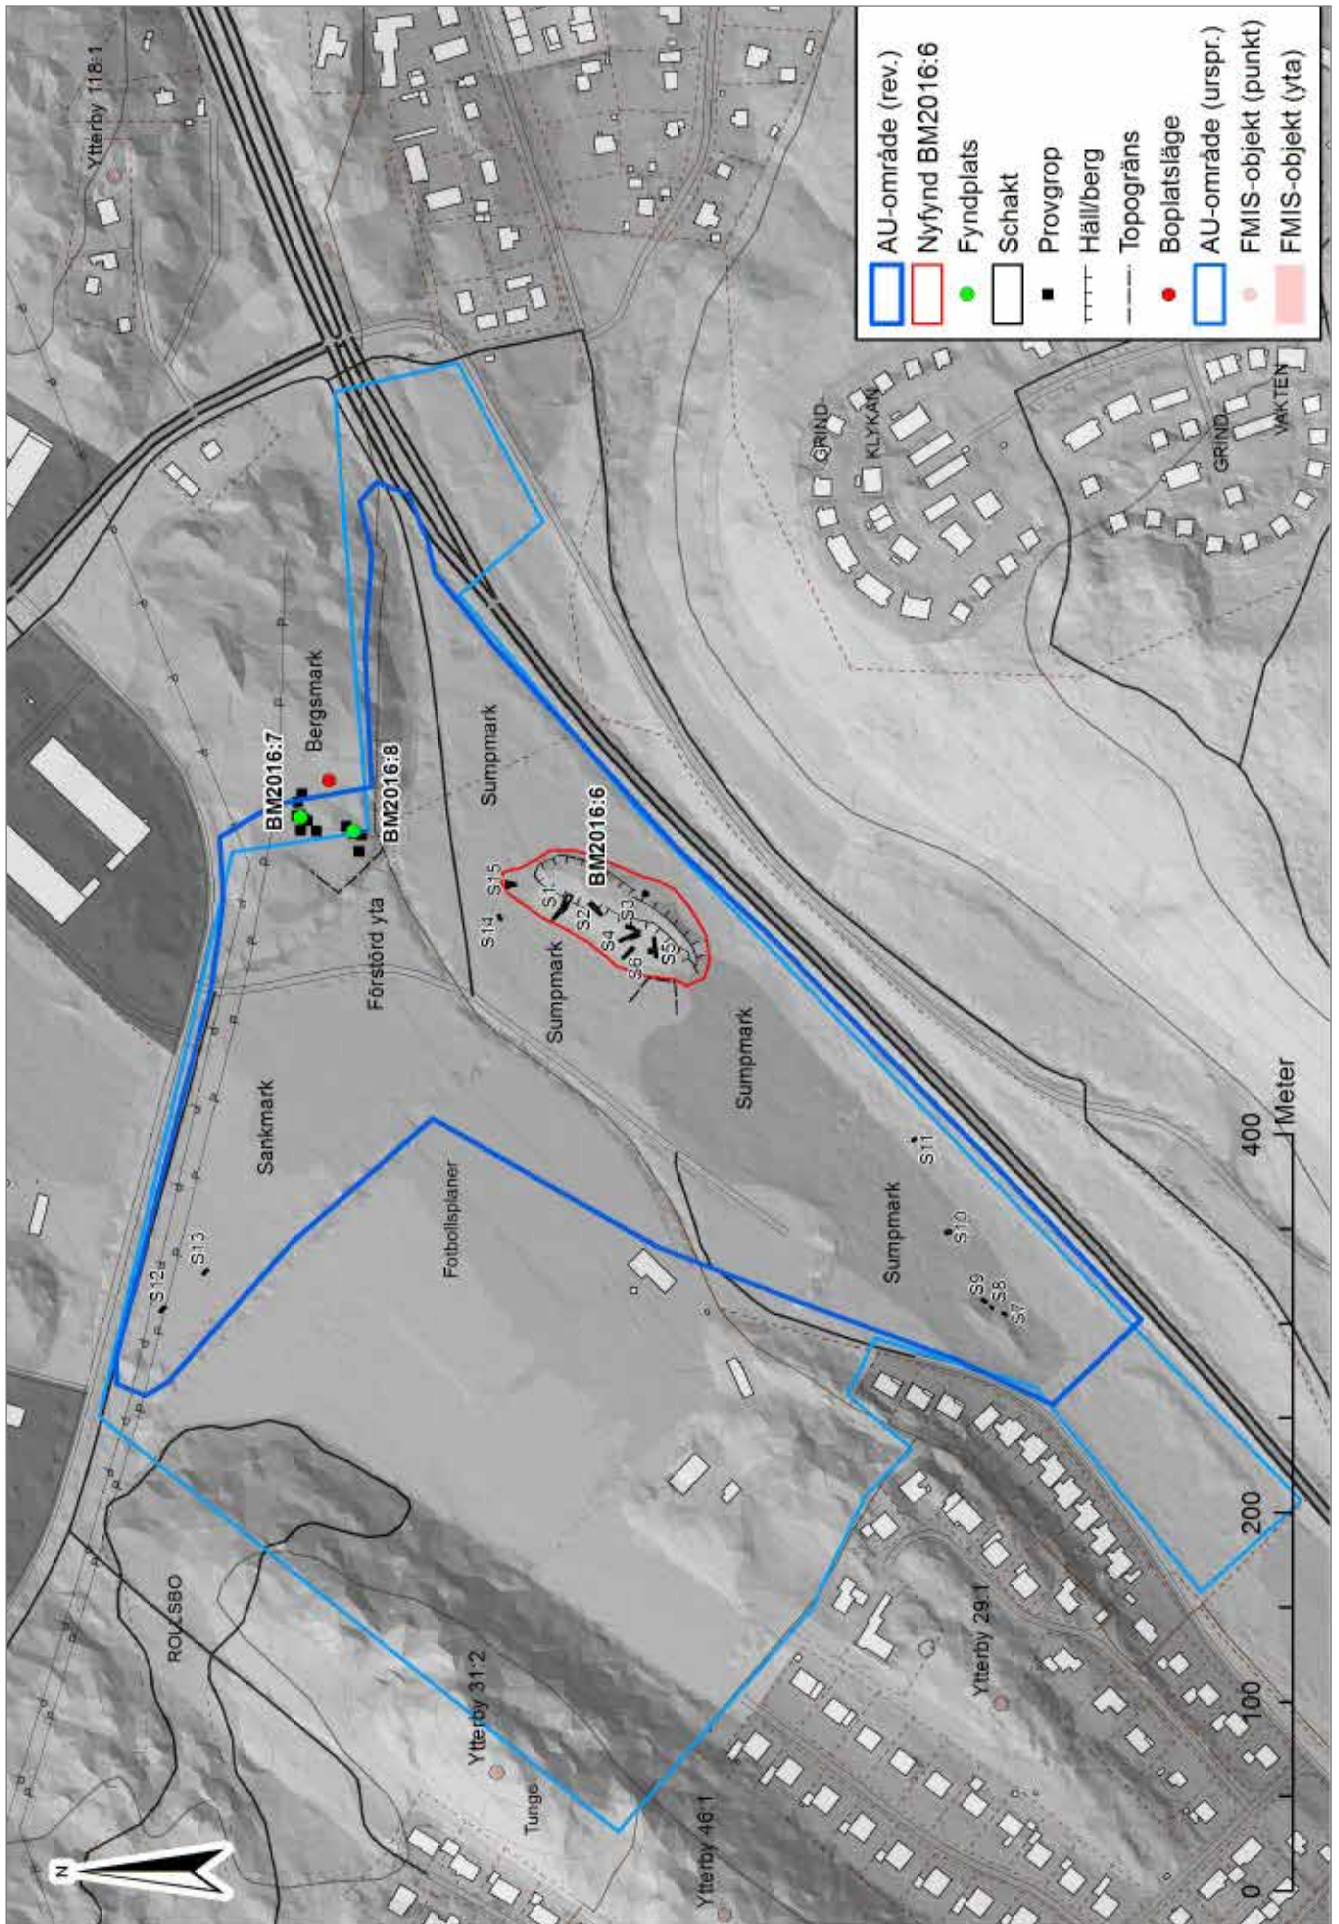 N
Ytterby 118:1
ROLLSBO
S12
S13
Sankmark
BM2016:7
Bergsmark
BM2016:8
Förstörd yta
Fotbollsplaner
Ytterby 31:2
Tunge
Sumpmark
S14
S15
S1
S2
S3
S4
S5
S6
BM2016:6
Sumpmark
Sumpmark
Sumpmark
S11
S10
S9
S8
S7
Ytterby 46:1
Ytterby 29:1
GRIND-
KLYKAN
GRIND-
VAKTEN
0
100
200
400
Meter
AU-område (rev.)
Nyfynd BM2016:6
Fyndplats
Schakt
Provgrop
Häll/berg
Topogräns
Boplatsläge
AU-område (urspr.)
FMIS-objekt (punkt)
FMIS-objekt (yta)